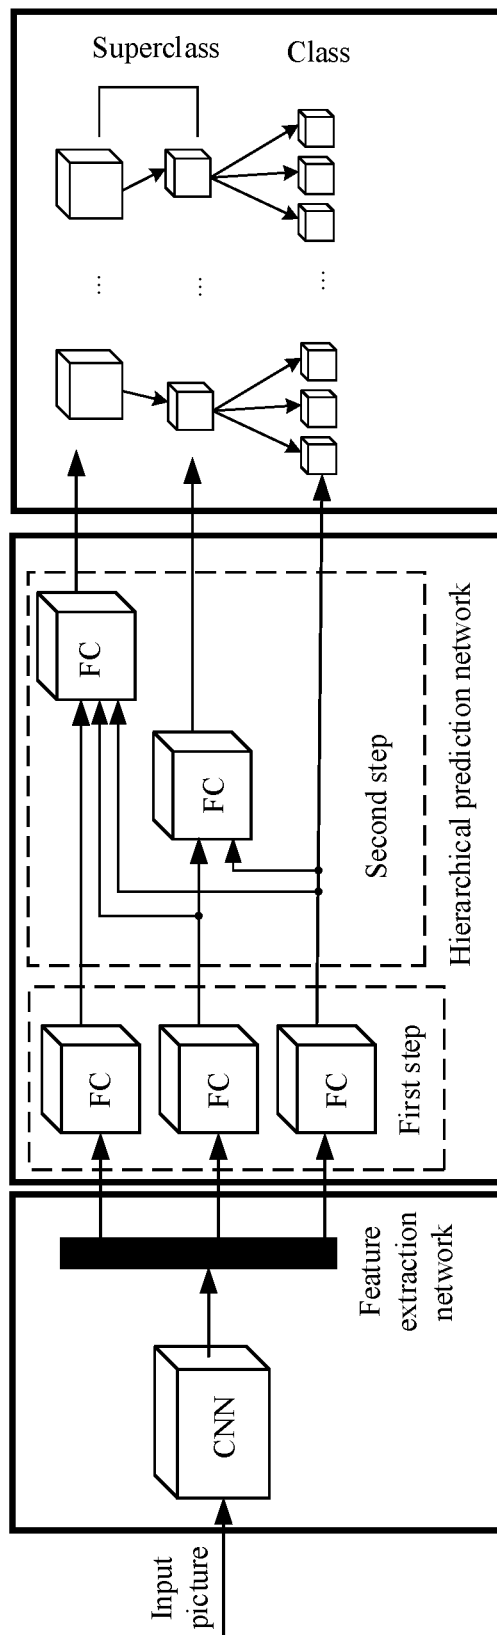 Superclass
Class
...
...
...
FC
FC
Second step
Hierarchical prediction network
FC
FC
FC
First step
Feature
extraction
network
CNN
Input
picture